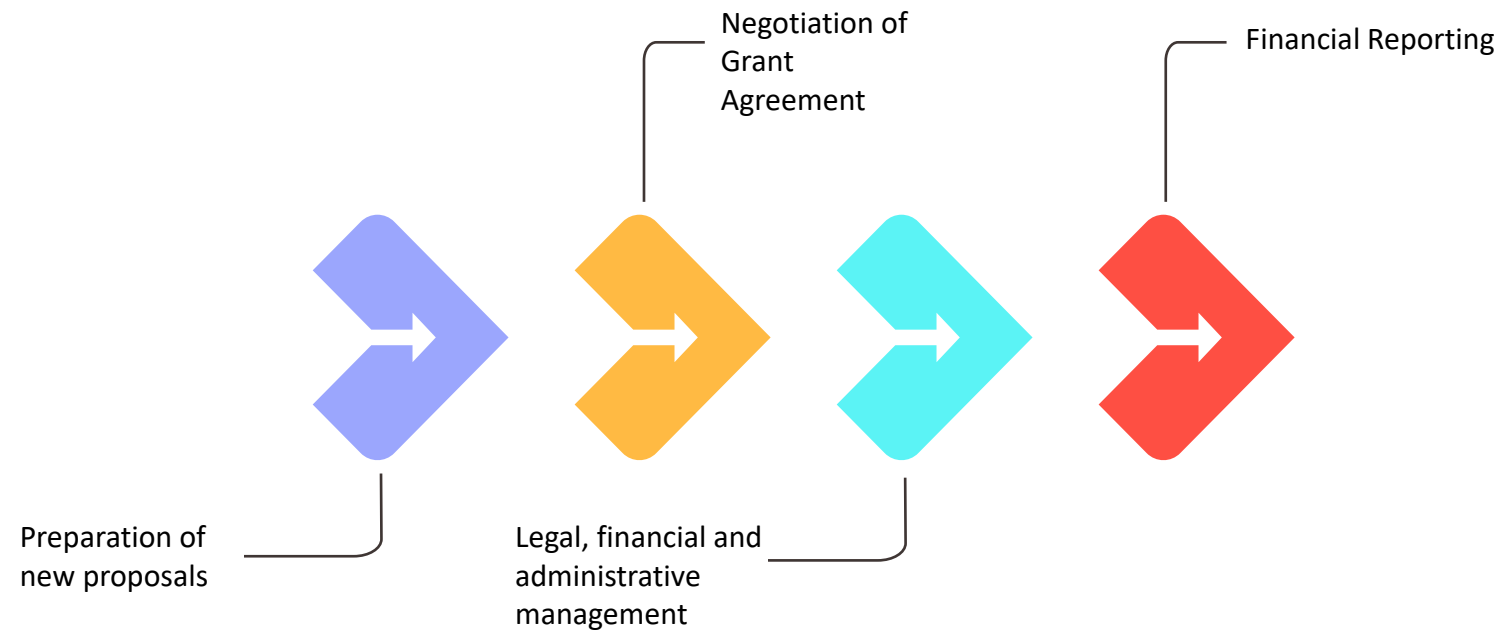 Negotiation of
Grant
Agreement
Financial Reporting
Preparation of
new proposals
Legal, financial and
administrative
management